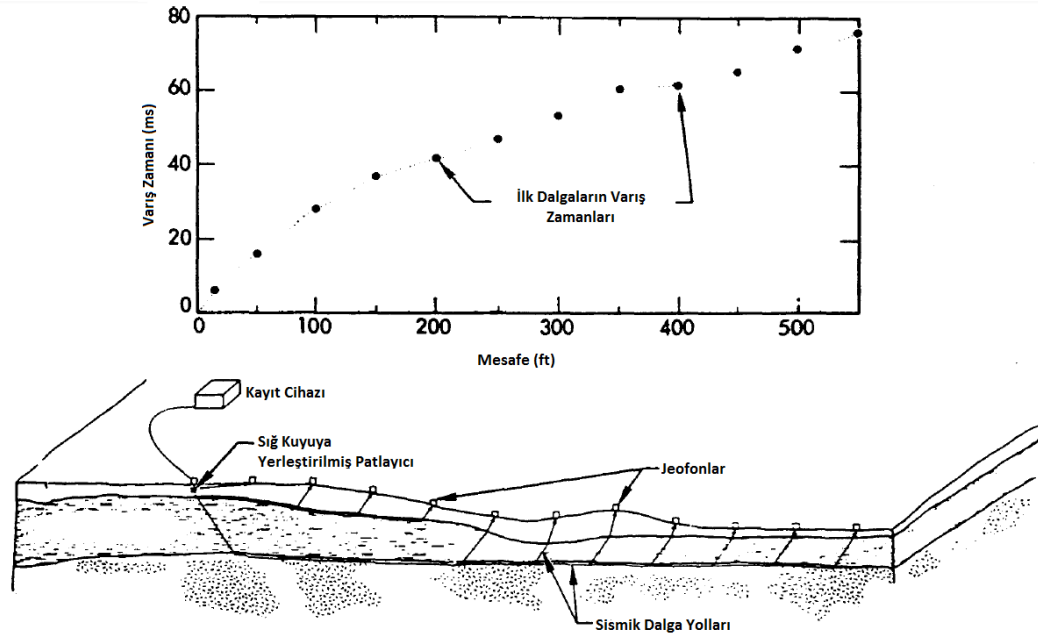 80
60
40
20
0
Varış Zamanı (ms)
İlk Dalgaların Varış
Zamanları
0
100
200
300
400
500
Mesafe (ft)
Kayıt Cihazı
Sığ Kuyuya
Yerleştirilmiş Patlayıcı
Jeofonlar
Sismik Dalga Yolları